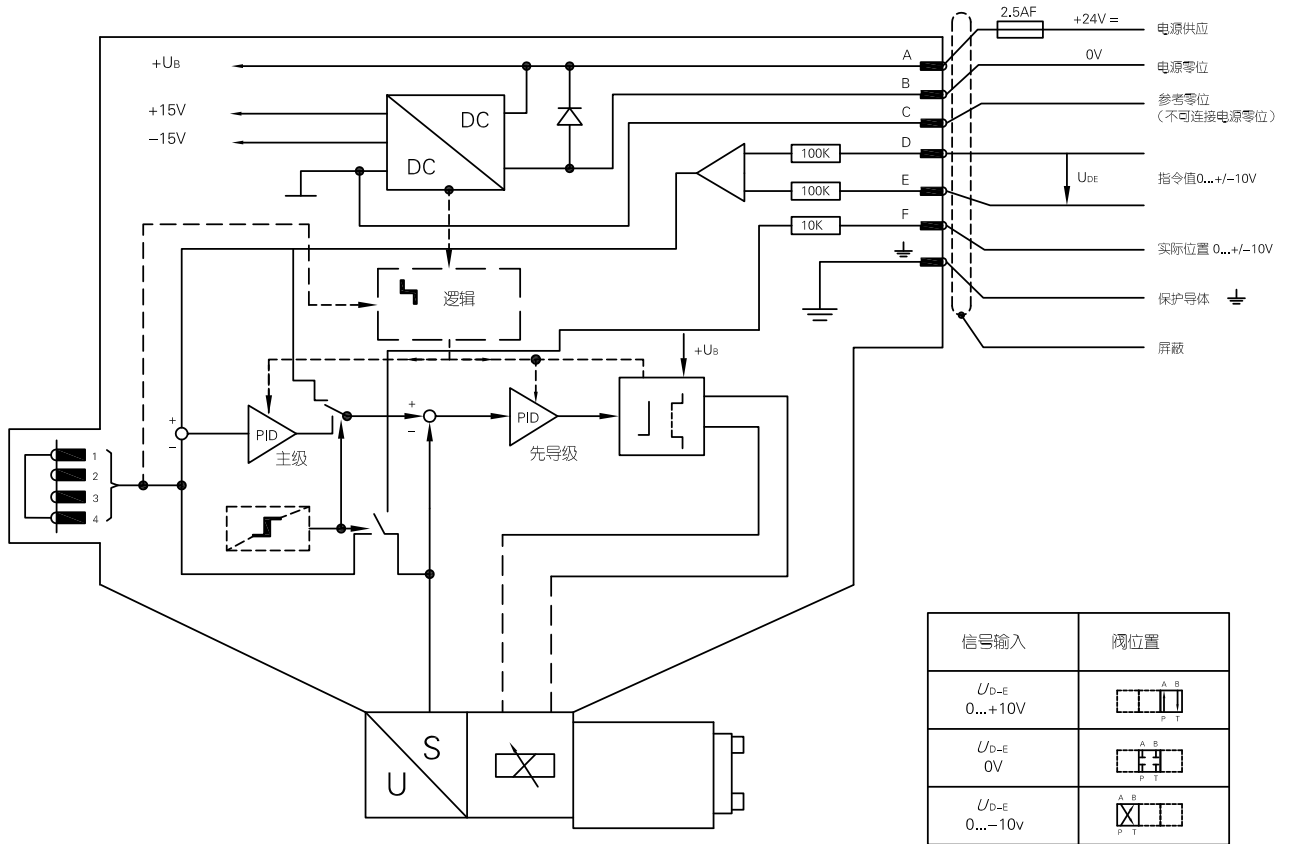 2.5AF
+24V =
电源供应
+UB
A
0V
电源零位
B
+15V
DC
参考零位
(不可连接电源零位)
C
−15V
DC
D
100K
UDE
指令值0...+/−10V
E
100K
F
10K
实际位置 0...+/−10V
逻辑
保护导体
+UB
屏蔽
+
−
PID
主级
+
−
PID
先导级
1
2
3
4
S
U
信号输入
阀位置
UD-E
0...+10V
A B
P T
UD-E
0V
A B
P T
UD-E
0...−10v
A B
P T